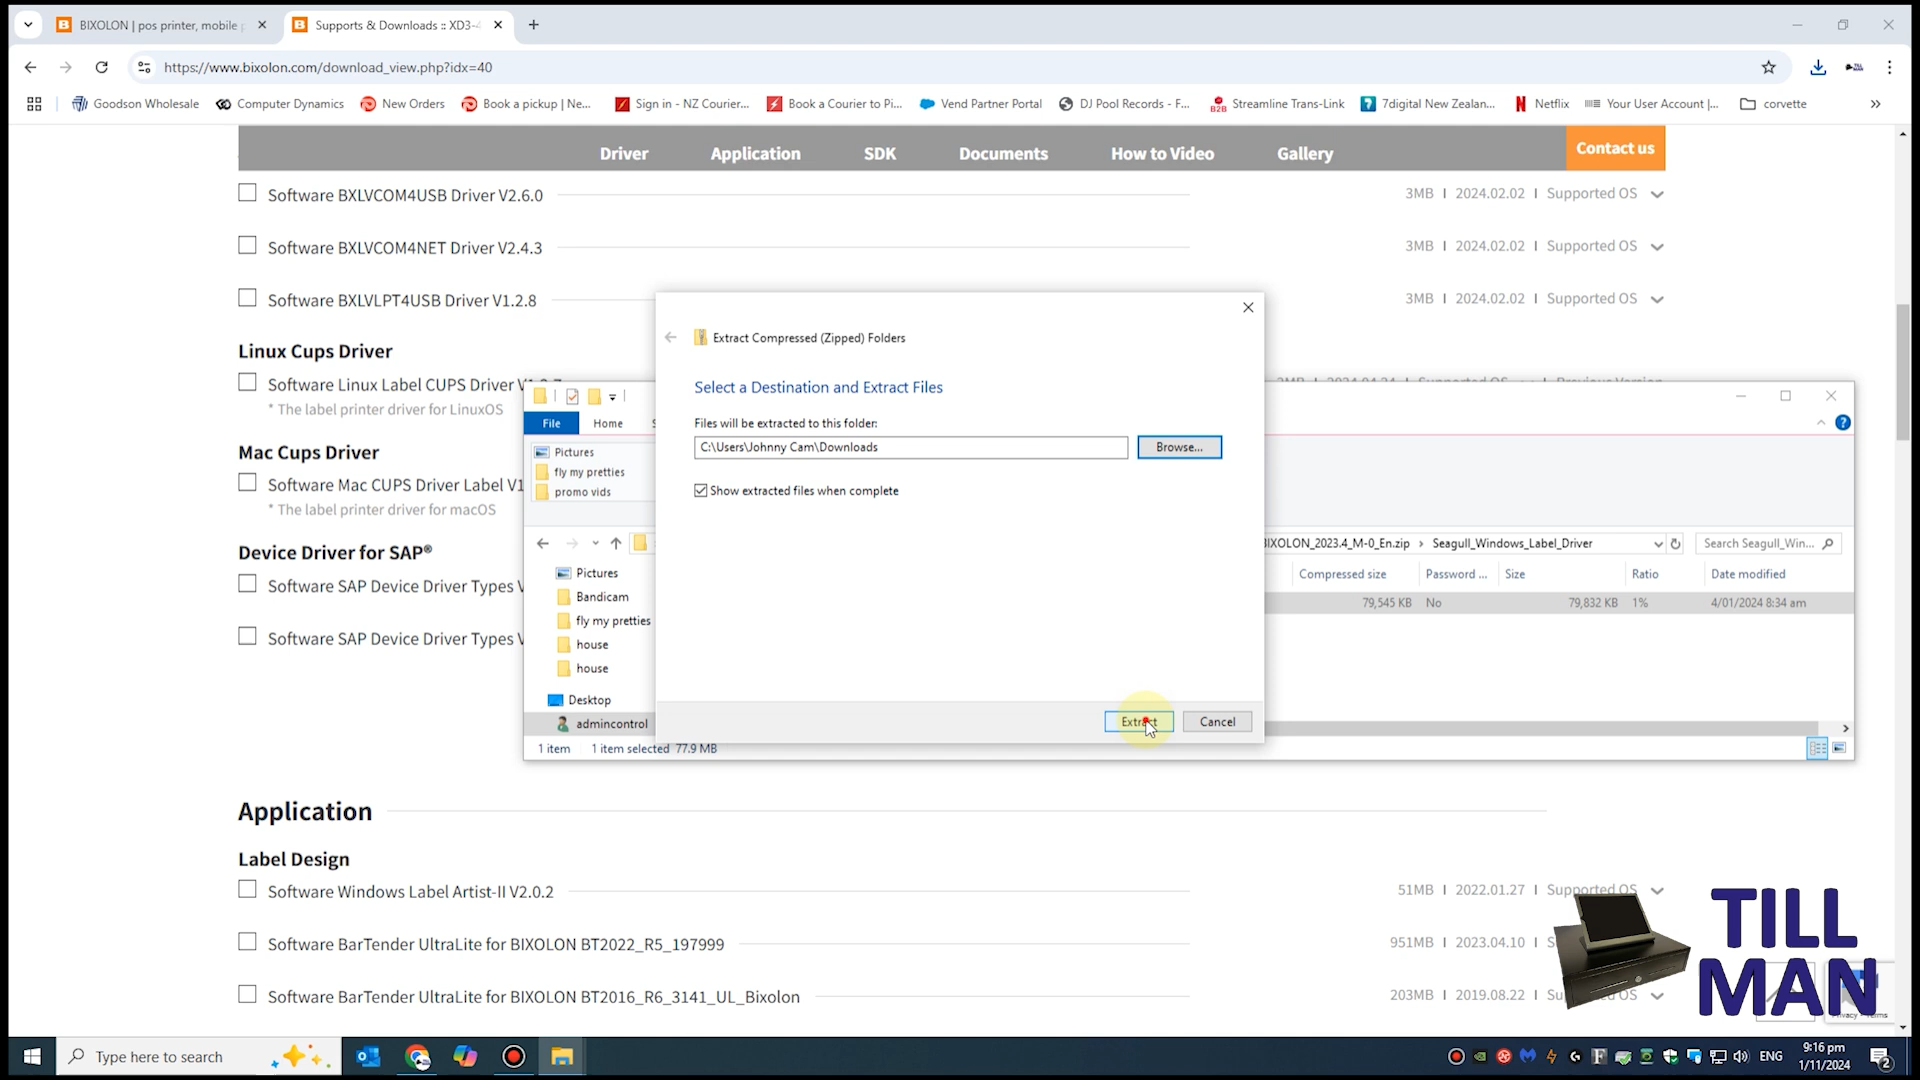 BIXOLON | pos printer, mobile
Supports & Downloads :: XD3-
https://www.bixolon.com/download_view.php?idx=40
Goodson Wholesale
Computer Dynamics
New Orders
Book a pickup | Ne...
Sign in - NZ Courier...
Book a Courier to Pi...
Vend Partner Portal
DJ Pool Records - F...
Streamline Trans-Link
7digital New Zealan...
Netflix
Your User Account |...
corvette
Driver
Application
SDK
Documents
How to Video
Gallery
Contact us
Software BXLVCOM4USB Driver V2.6.0
3MB | 2024.02.02 | Supported OS
Software BXLVCOM4NET Driver V2.4.3
3MB | 2024.02.02 | Supported OS
Software BXLVLPT4USB Driver V1.2.8
3MB | 2024.02.02 | Supported OS
Linux Cups Driver
Software Linux Label CUPS Driver
* The label printer driver for LinuxOS
Mac Cups Driver
Software Mac CUPS Driver Label V1
* The label printer driver for macOS
Device Driver for SAP®
Software SAP Device Driver Types V
Software SAP Device Driver Types V
Extract Compressed (Zipped) Folders
Select a Destination and Extract Files
Files will be extracted to this folder:
C:\Users\Johnny Cam\Downloads
Browse...
Show extracted files when complete
Extract
Cancel
File
Home
Pictures
fly my pretties
promo vids
BIXOLON_2023.4_M-0_En.zip › Seagull_Windows_Label_Driver
Search Seagull_Win...
Pictures
Bandicam
fly my pretties
house
house
Desktop
admincontrol
Compressed size
Password ...
Size
Ratio
Date modified
79,545 KB
No
79,832 KB
1%
4/01/2024 8:34 am
1 item
1 item selected 77.9 MB
Application
Label Design
Software Windows Label Artist-II V2.0.2
51MB | 2022.01.27 | Supported OS
Software BarTender UltraLite for BIXOLON BT2022_R5_197999
951MB | 2023.04.10 | S
Software BarTender UltraLite for BIXOLON BT2016_R6_3141_UL_Bixolon
203MB | 2019.08.22 | Su
TILL
MAN
Type here to search
ENG
9:16 pm
1/11/2024
2